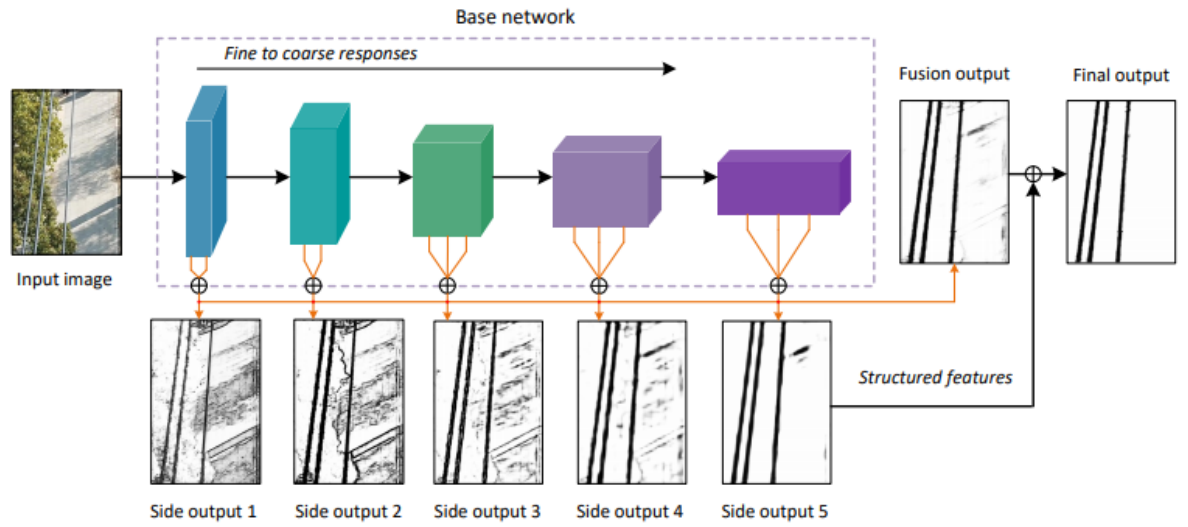 Base network
Fine to coarse responses
Fusion output
Final output
Input image
Structured features
Side output 1
Side output 2
Side output 3
Side output 4
Side output 5